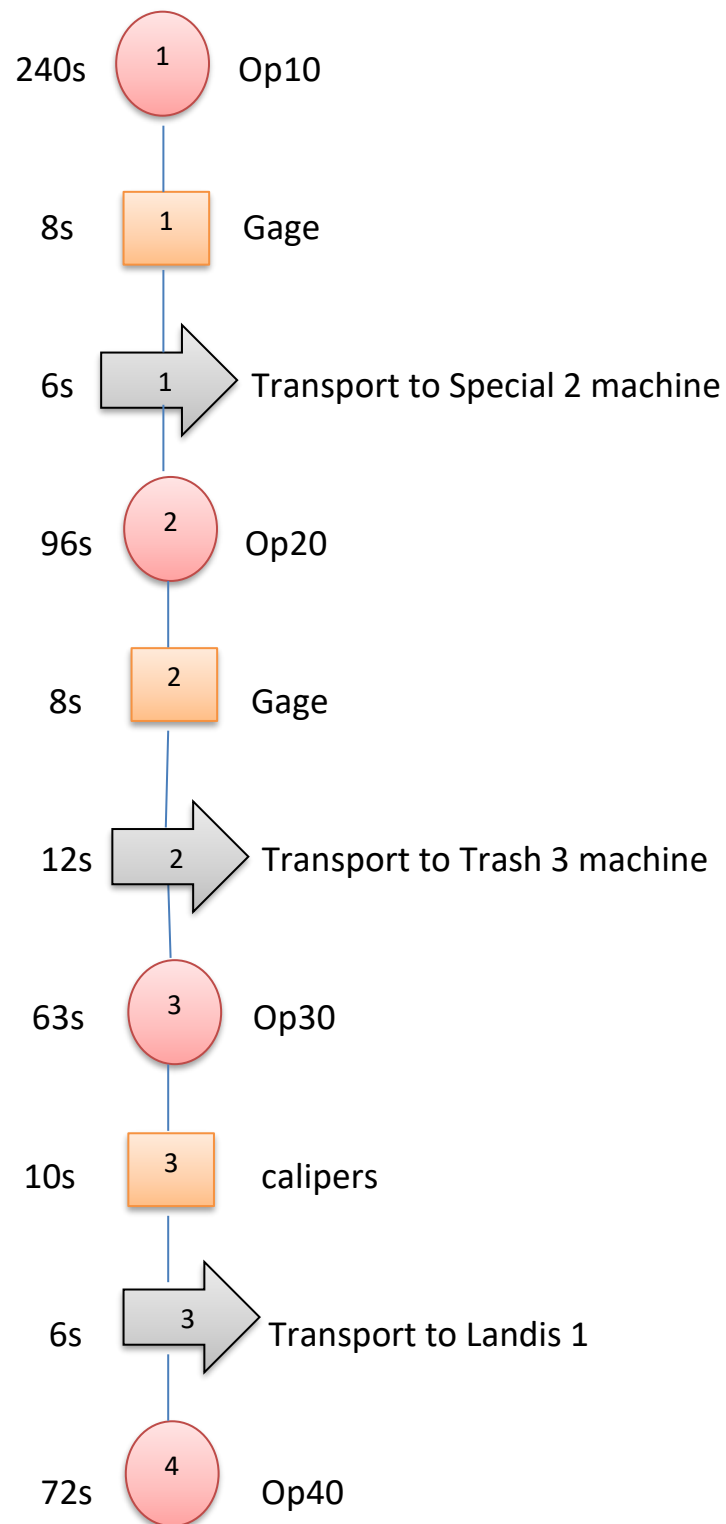 240s 1 Op10
8s 1 Gage
6s 1 Transport to Special 2 machine
96s 2 Op20
8s 2 Gage
12s 2 Transport to Trash 3 machine
63s 3 Op30
10s 3 calipers
6s 3 Transport to Landis 1
72s 4 Op40